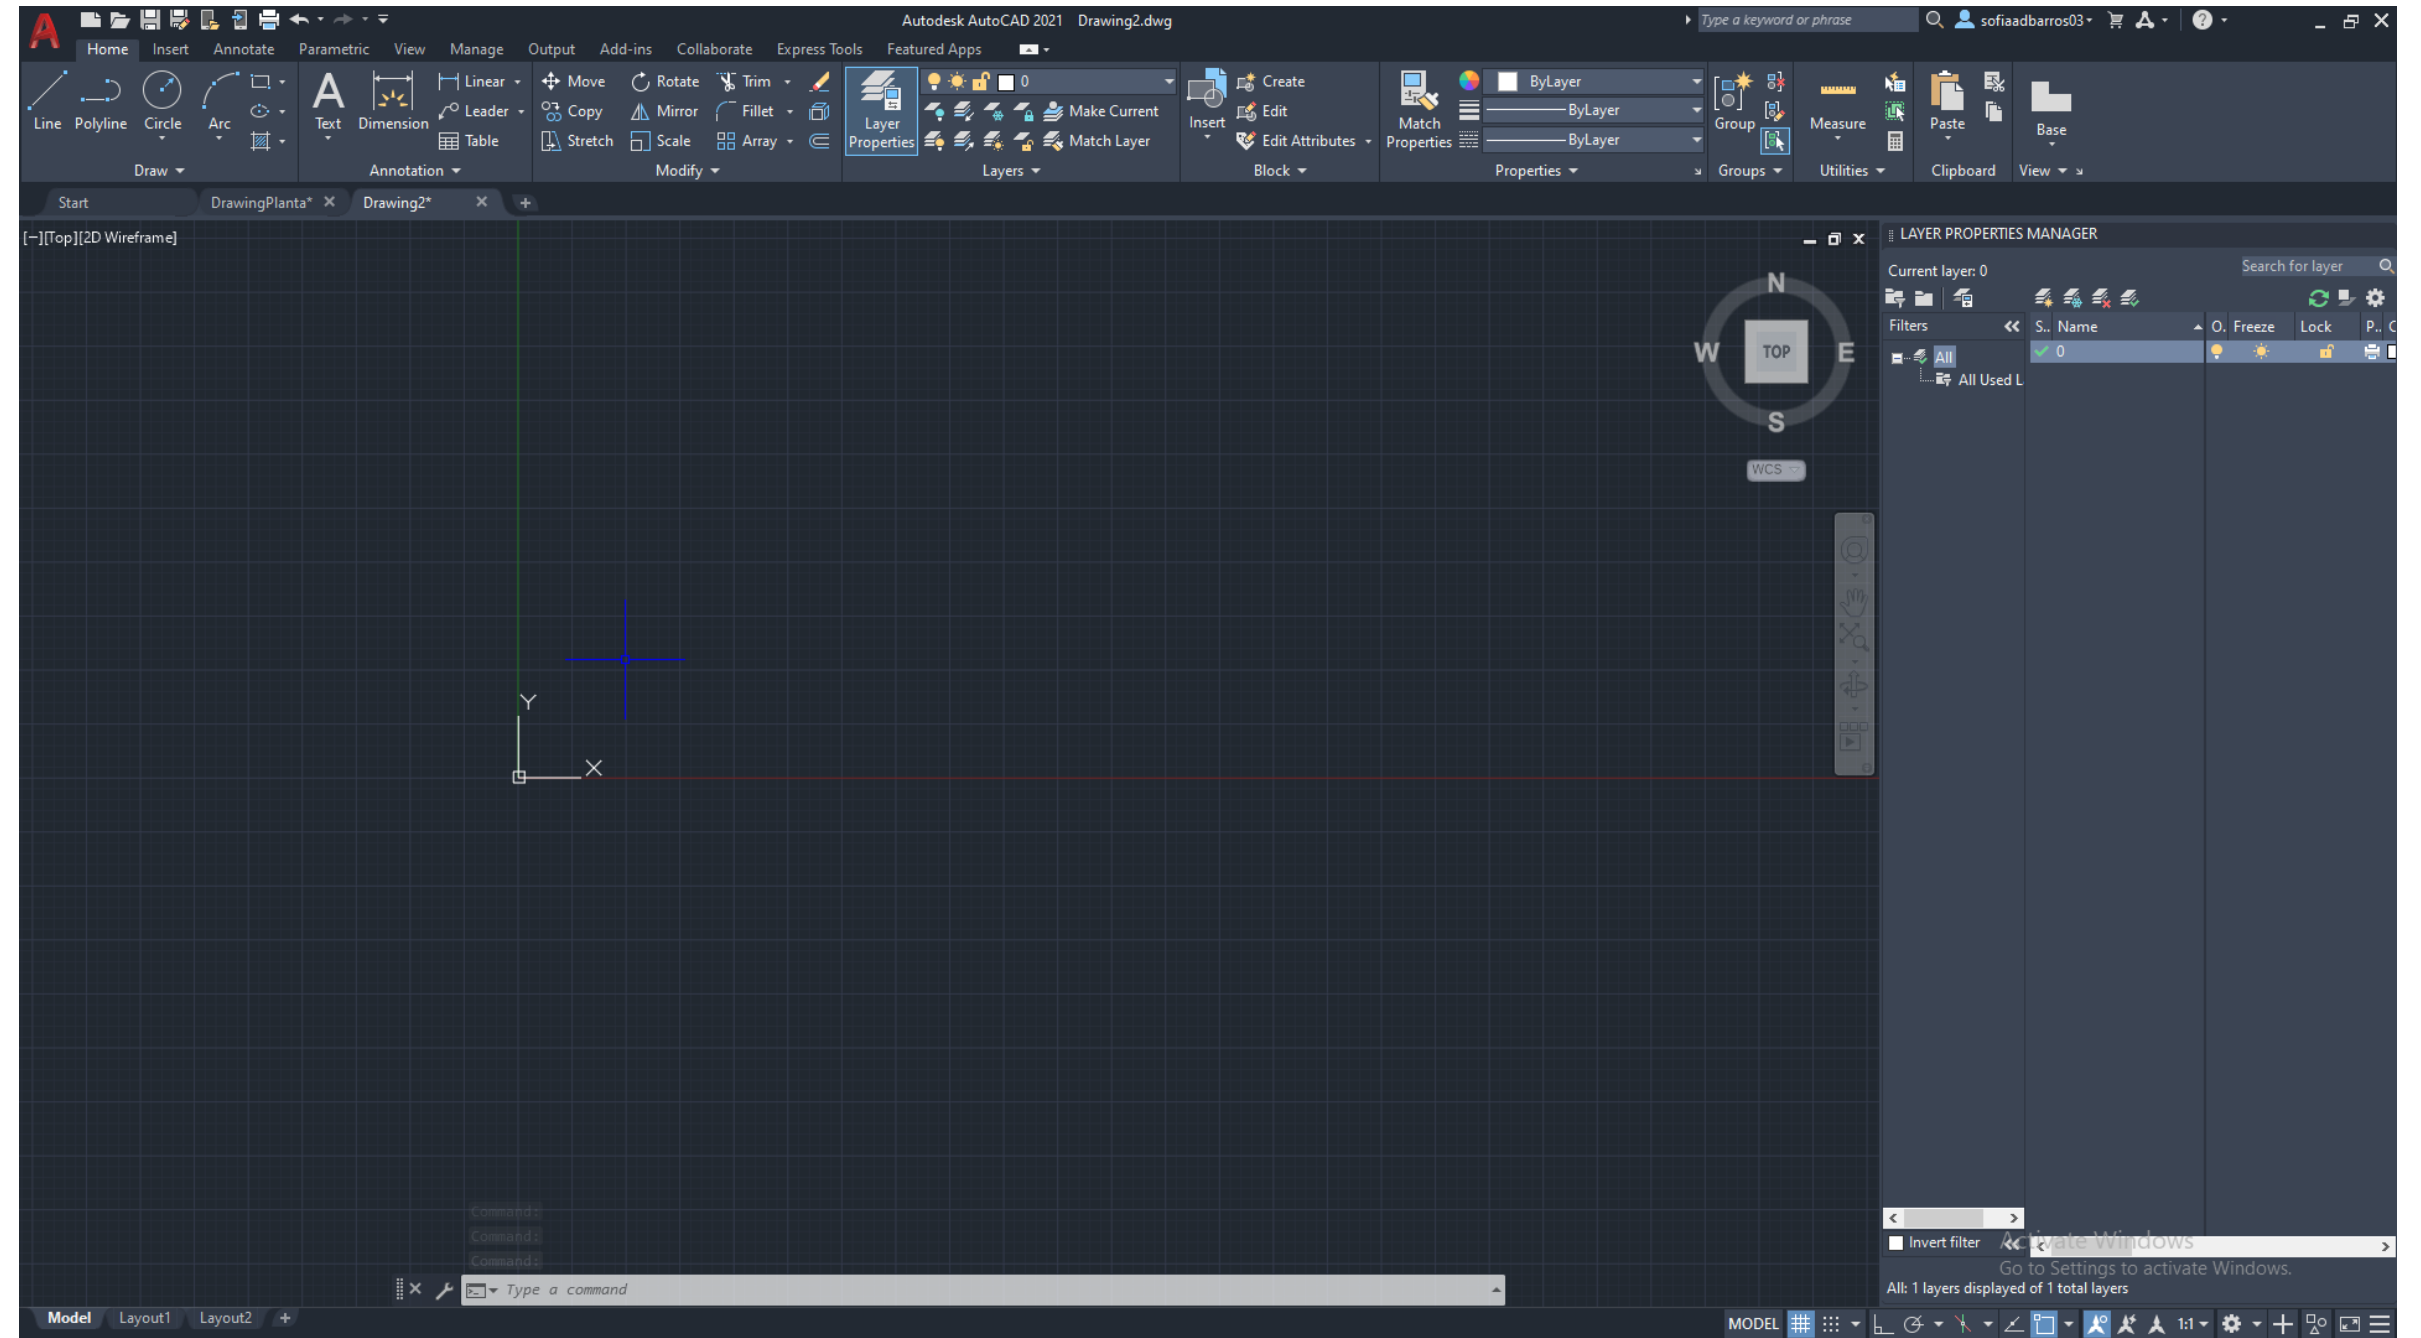 Autodesk AutoCAD 2021 Drawing2.dwg
Type a keyword or phrase
sofiaadbarros03
Home Insert Annotate Parametric View Manage Output Add-ins Collaborate Express Tools Featured Apps
Line Polyline Circle Arc
Draw
Text Dimension
Linear
Leader
Table
Annotation
Move Rotate Trim
Copy Mirror Fillet
Stretch Scale Array
Modify
Layer Properties
0
Make Current
Match Layer
Layers
Insert
Create
Edit
Edit Attributes
Block
Match Properties
ByLayer
ByLayer
ByLayer
Properties
Group
Groups
Measure
Utilities
Paste
Clipboard
Base
View
Start DrawingPlanta* Drawing2*
[−][Top][2D Wireframe]
N
W TOP E
S
WCS
Y
X
LAYER PROPERTIES MANAGER
Current layer: 0
Search for layer
Filters S.. Name O. Freeze Lock P.. C
All 0
All Used L
Invert filter
Activate Windows
Go to Settings to activate Windows.
All: 1 layers displayed of 1 total layers
Command:
Command:
Command:
Type a command
Model Layout1 Layout2
MODEL 1:1